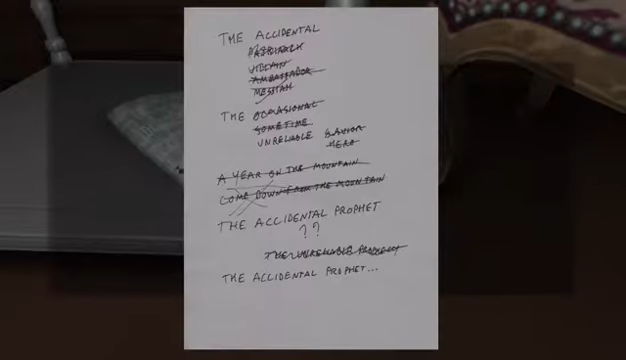 THE ACCIDENTAL
PATRIARCH
VILLAIN
AMBASSADOR
MESSIAH
THE OCCASIONAL
SOMETIME
UNRELIABLE SAVIOR
HERO
A YEAR ON THE MOUNTAIN
COME DOWN FROM THE MOUNTAIN
THE ACCIDENTAL PROPHET
??
THE UNRELIABLE PROPHET
THE ACCIDENTAL PROPHET...